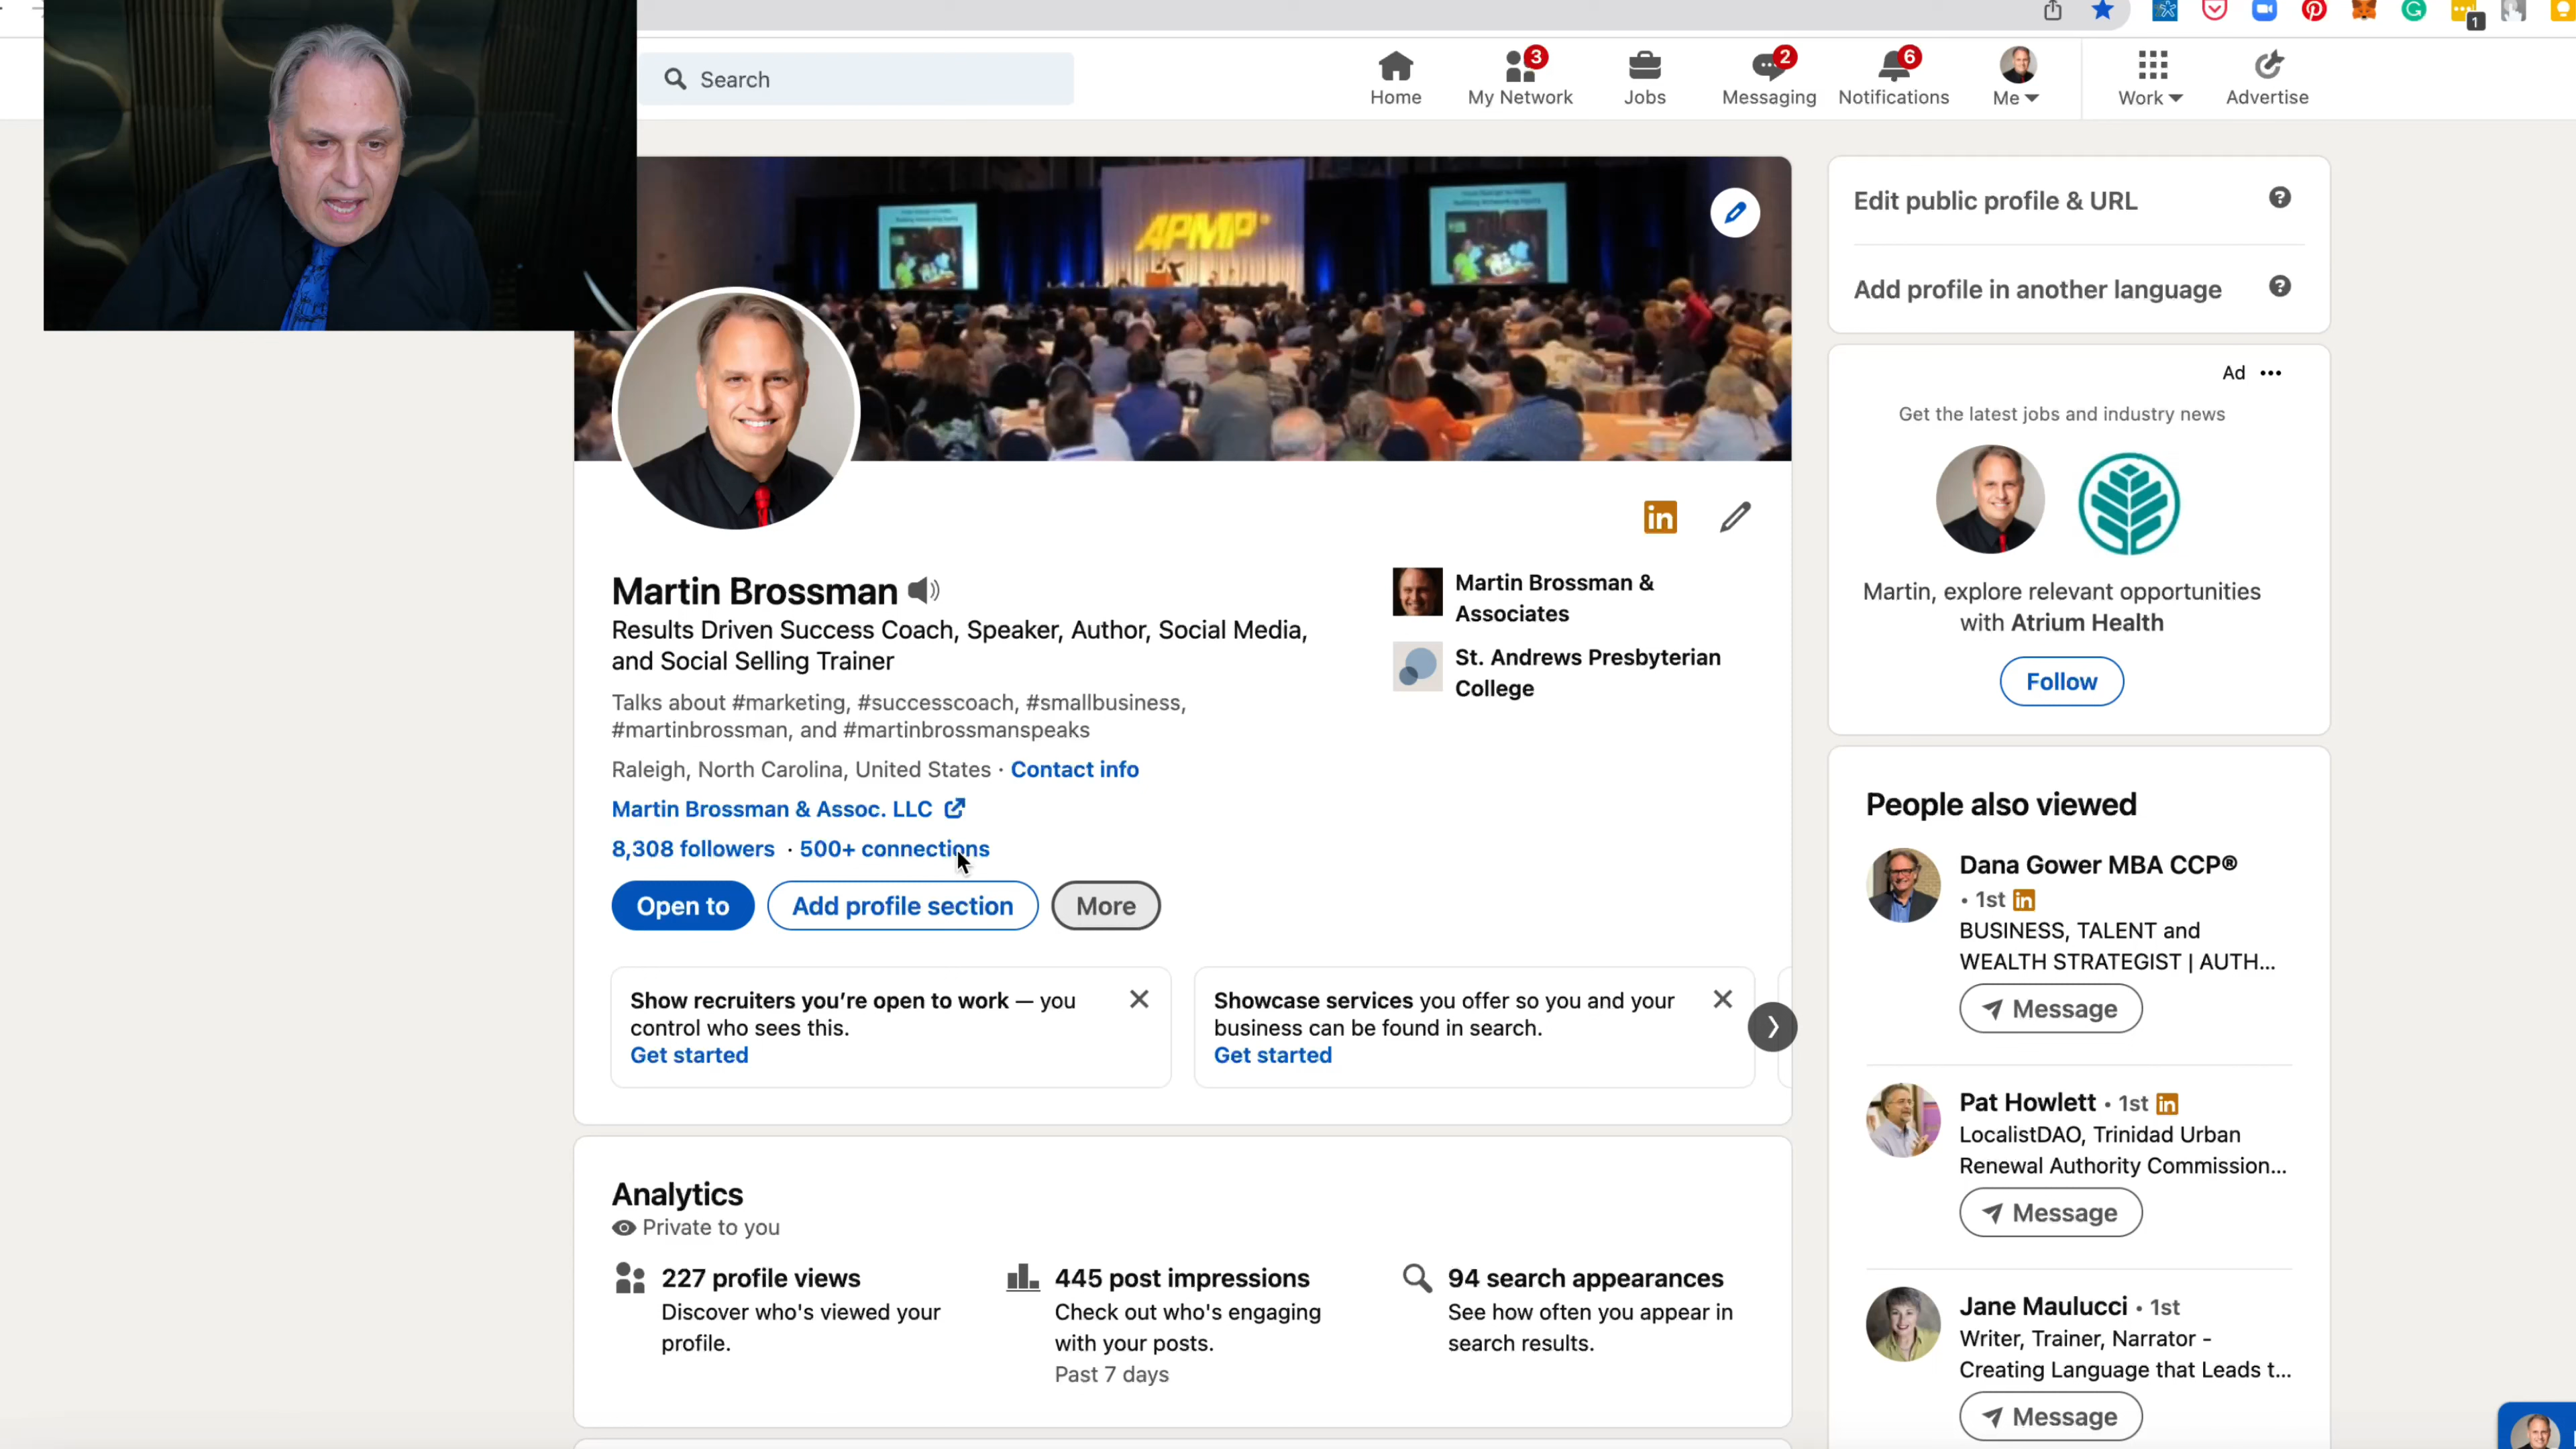 1
Search
Home
3
My Network
Jobs
2
Messaging
6
Notifications
Me
Work
Advertise
APMP
in
Martin Brossman
Results Driven Success Coach, Speaker, Author, Social Media,
and Social Selling Trainer
Talks about #marketing, #successcoach, #smallbusiness,
#martinbrossman, and #martinbrossmanspeaks
Raleigh, North Carolina, United States · Contact info
Martin Brossman & Assoc. LLC
8,308 followers · 500+ connections
Open to
Add profile section
More
Martin Brossman &
Associates
St. Andrews Presbyterian
College
Show recruiters you're open to work — you
control who sees this.
Get started
Showcase services you offer so you and your
business can be found in search.
Get started
Analytics
Private to you
227 profile views
Discover who's viewed your
profile.
445 post impressions
Check out who's engaging
with your posts.
Past 7 days
94 search appearances
See how often you appear in
search results.
Edit public profile & URL
Add profile in another language
Ad
Get the latest jobs and industry news
Martin, explore relevant opportunities
with Atrium Health
Follow
People also viewed
Dana Gower MBA CCP®
• 1st in
BUSINESS, TALENT and
WEALTH STRATEGIST | AUTH...
Message
Pat Howlett • 1st in
LocalistDAO, Trinidad Urban
Renewal Authority Commission...
Message
Jane Maulucci • 1st
Writer, Trainer, Narrator -
Creating Language that Leads t...
Message